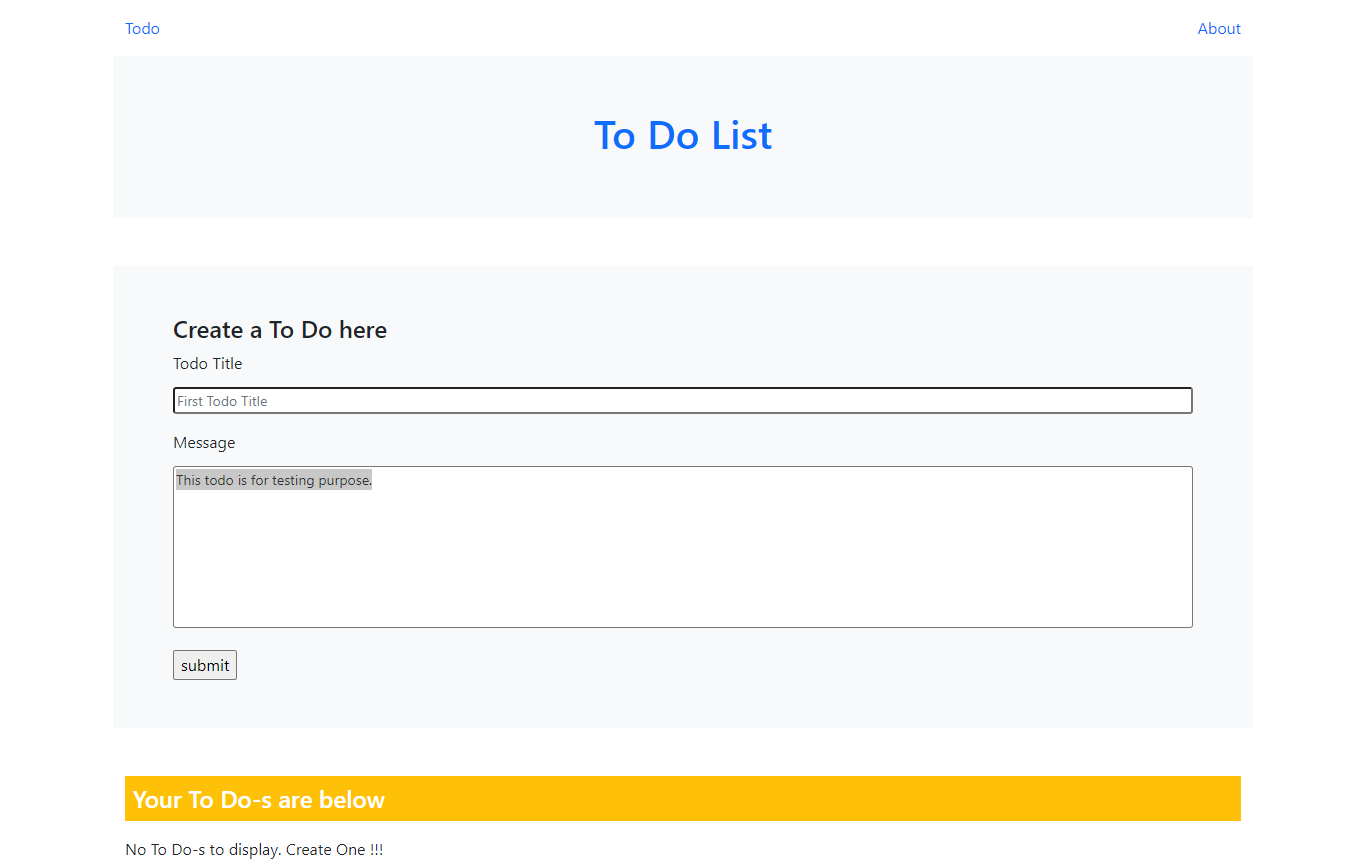 Todo
About
To Do List
Create a To Do here
Todo Title
First Todo Title
Message
This todo is for testing purpose.
submit
Your To Do-s are below
No To Do-s to display. Create One !!!